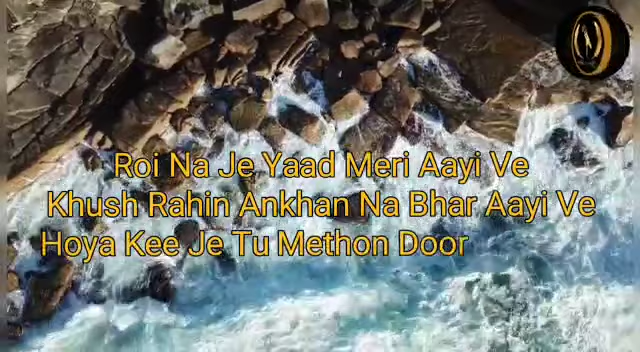 Roi Na Je Yaad Meri Aayi Ve
Khush Rahin Ankhan Na Bhar Aayi Ve
Hoya Kee Je Tu Methon Door